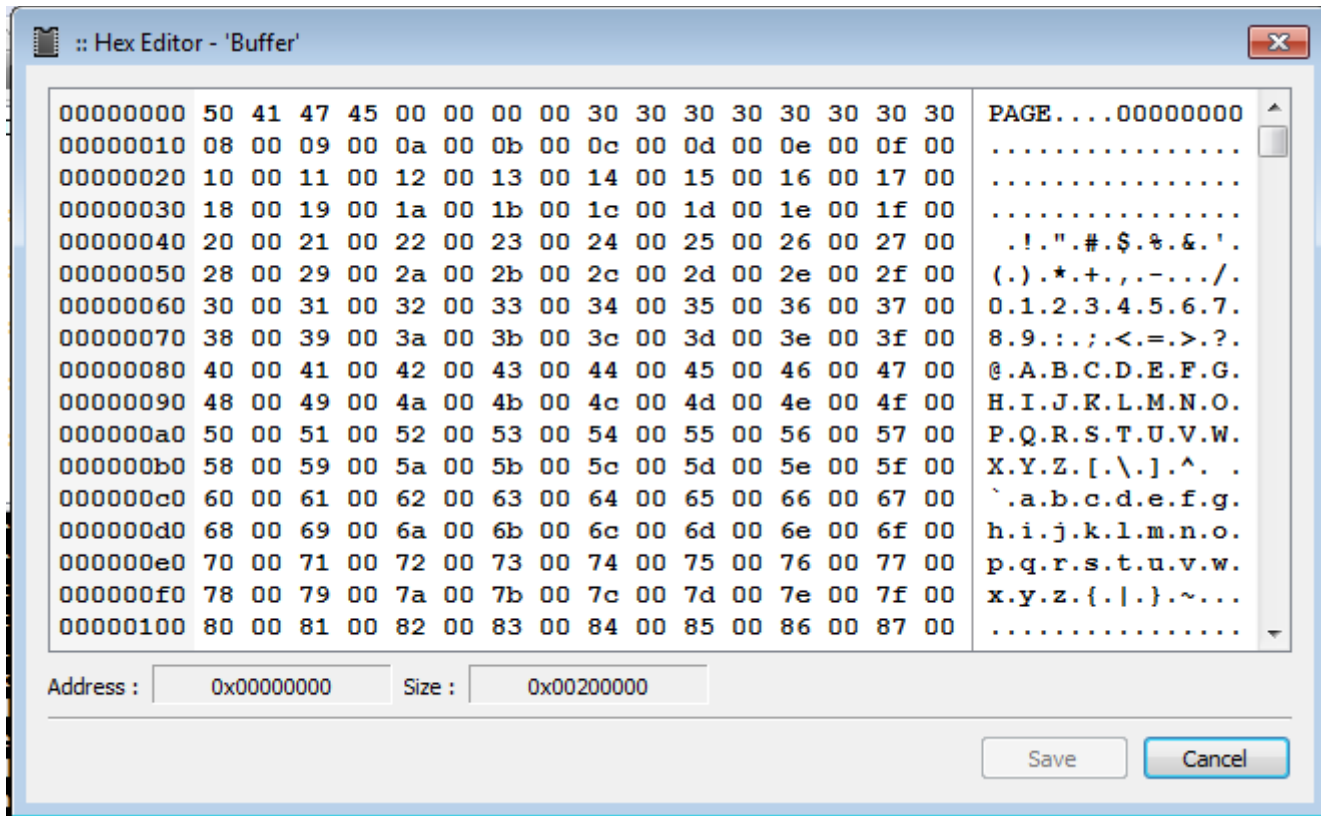 :: Hex Editor - 'Buffer'
00000000 50 41 47 45 00 00 00 00 30 30 30 30 30 30 30 30 PAGE....00000000
00000010 08 00 09 00 0a 00 0b 00 0c 00 0d 00 0e 00 0f 00 ................
00000020 10 00 11 00 12 00 13 00 14 00 15 00 16 00 17 00 ................
00000030 18 00 19 00 1a 00 1b 00 1c 00 1d 00 1e 00 1f 00 ................
00000040 20 00 21 00 22 00 23 00 24 00 25 00 26 00 27 00  .!.".#.$.%.&.'.
00000050 28 00 29 00 2a 00 2b 00 2c 00 2d 00 2e 00 2f 00 (.).*.+.,.-.../.
00000060 30 00 31 00 32 00 33 00 34 00 35 00 36 00 37 00 0.1.2.3.4.5.6.7.
00000070 38 00 39 00 3a 00 3b 00 3c 00 3d 00 3e 00 3f 00 8.9.:.;.<.=.>.?.
00000080 40 00 41 00 42 00 43 00 44 00 45 00 46 00 47 00 @.A.B.C.D.E.F.G.
00000090 48 00 49 00 4a 00 4b 00 4c 00 4d 00 4e 00 4f 00 H.I.J.K.L.M.N.O.
000000a0 50 00 51 00 52 00 53 00 54 00 55 00 56 00 57 00 P.Q.R.S.T.U.V.W.
000000b0 58 00 59 00 5a 00 5b 00 5c 00 5d 00 5e 00 5f 00 X.Y.Z.[.\.].^. .
000000c0 60 00 61 00 62 00 63 00 64 00 65 00 66 00 67 00 `.a.b.c.d.e.f.g.
000000d0 68 00 69 00 6a 00 6b 00 6c 00 6d 00 6e 00 6f 00 h.i.j.k.l.m.n.o.
000000e0 70 00 71 00 72 00 73 00 74 00 75 00 76 00 77 00 p.q.r.s.t.u.v.w.
000000f0 78 00 79 00 7a 00 7b 00 7c 00 7d 00 7e 00 7f 00 x.y.z.{.|.}.~...
00000100 80 00 81 00 82 00 83 00 84 00 85 00 86 00 87 00 ................
Address : 0x00000000 Size : 0x00200000
Save Cancel